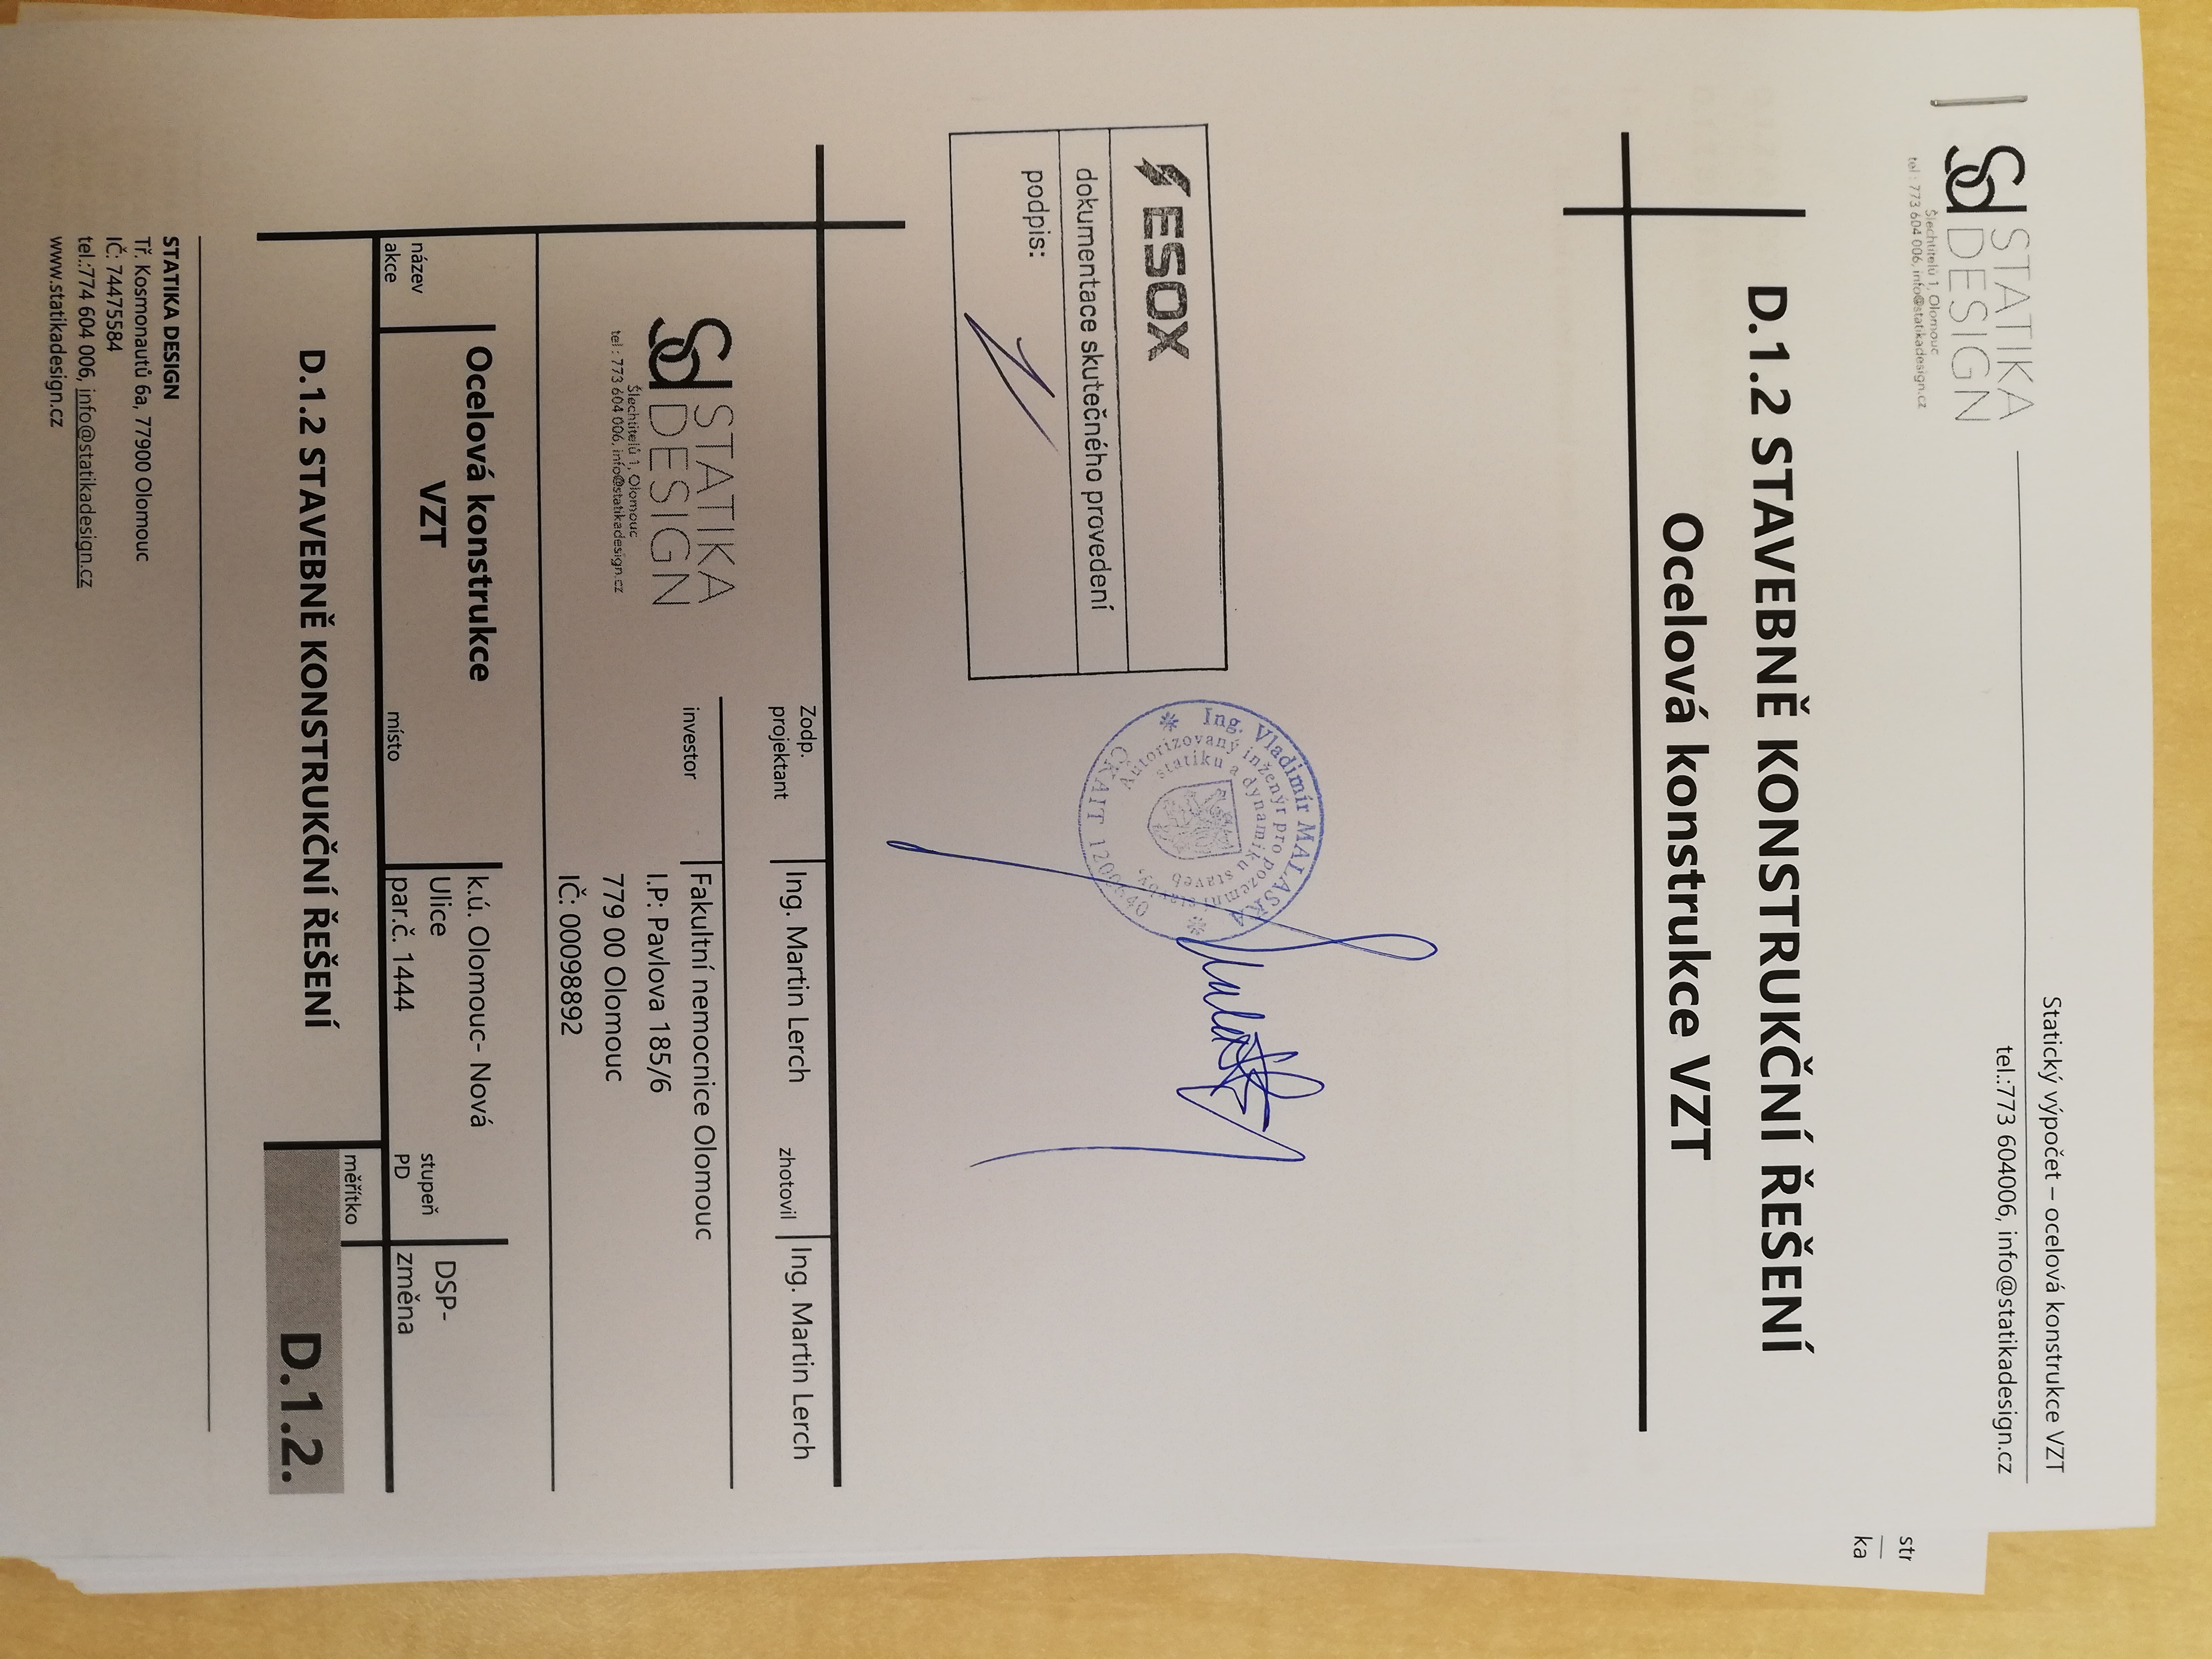 STATIKA
DESIGN
Šlechtitelů 1, Olomouc
tel : 773 604 006, info@statikadesign.cz
Statický výpočet – ocelová konstrukce VZT
tel.:773 604006, info@statikadesign.cz
str
ka
D.1.2 STAVEBNĚ KONSTRUKČNÍ ŘEŠENÍ
Ocelová konstrukce VZT
ESOX
dokumentace skutečného provedení
podpis:
Ing. Vladimír MALASKA
Autorizovaný inženýr pro pozemní stavby,
statiku a dynamiku staveb
ČKAIT
Zodp.
projektant
Ing. Martin Lerch
zhotovil
Ing. Martin Lerch
STATIKA
DESIGN
Šlechtitelů 1, Olomouc
tel : 773 604 006, info@statikadesign.cz
investor
Fakultní nemocnice Olomouc
I.P: Pavlova 185/6
779 00 Olomouc
IČ: 00098892
název
akce
Ocelová konstrukce
VZT
místo
k.ú. Olomouc- Nová
Ulice
par.č. 1444
stupeň
PD
DSP-
změna
D.1.2 STAVEBNĚ KONSTRUKČNÍ ŘEŠENÍ
měřítko
D.1.2.
STATIKA DESIGN
Tř. Kosmonautů 6a, 77900 Olomouc
IČ: 74475584
tel.:774 604 006, info@statikadesign.cz
www.statikadesign.cz